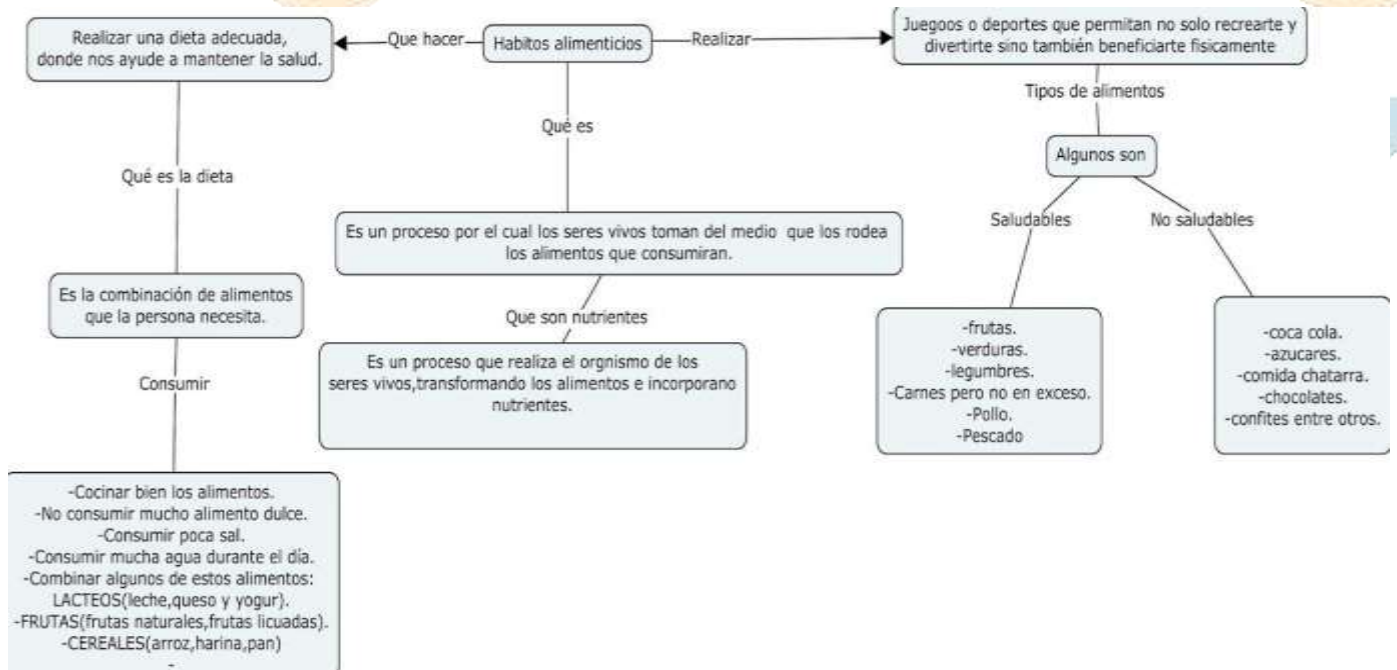 Realizar una dieta adecuada,
donde nos ayude a mantener la salud.
Que hacer
Habitos alimenticios
Realizar
Juegoos o deportes que permitan no solo recrearte y
divertirte sino también beneficiarte fisicamente
Qué es la dieta
Es la combinación de alimentos
que la persona necesita.
Consumir
-Cocinar bien los alimentos.
-No consumir mucho alimento dulce.
-Consumir poca sal.
-Consumir mucha agua durante el día.
-Combinar algunos de estos alimentos:
LACTEOS(leche,queso y yogur).
-FRUTAS(frutas naturales,frutas licuadas).
-CEREALES(arroz,harina,pan)
-
Qué es
Es un proceso por el cual los seres vivos toman del medio que los rodea
los alimentos que consumiran.
Que son nutrientes
Es un proceso que realiza el orgnismo de los
seres vivos,transformando los alimentos e incorporano
nutrientes.
Tipos de alimentos
Algunos son
Saludables
-frutas.
-verduras.
-legumbres.
-Carnes pero no en exceso.
-Pollo.
-Pescado
No saludables
-coca cola.
-azucares.
-comida chatarra.
-chocolates.
-confites entre otros.